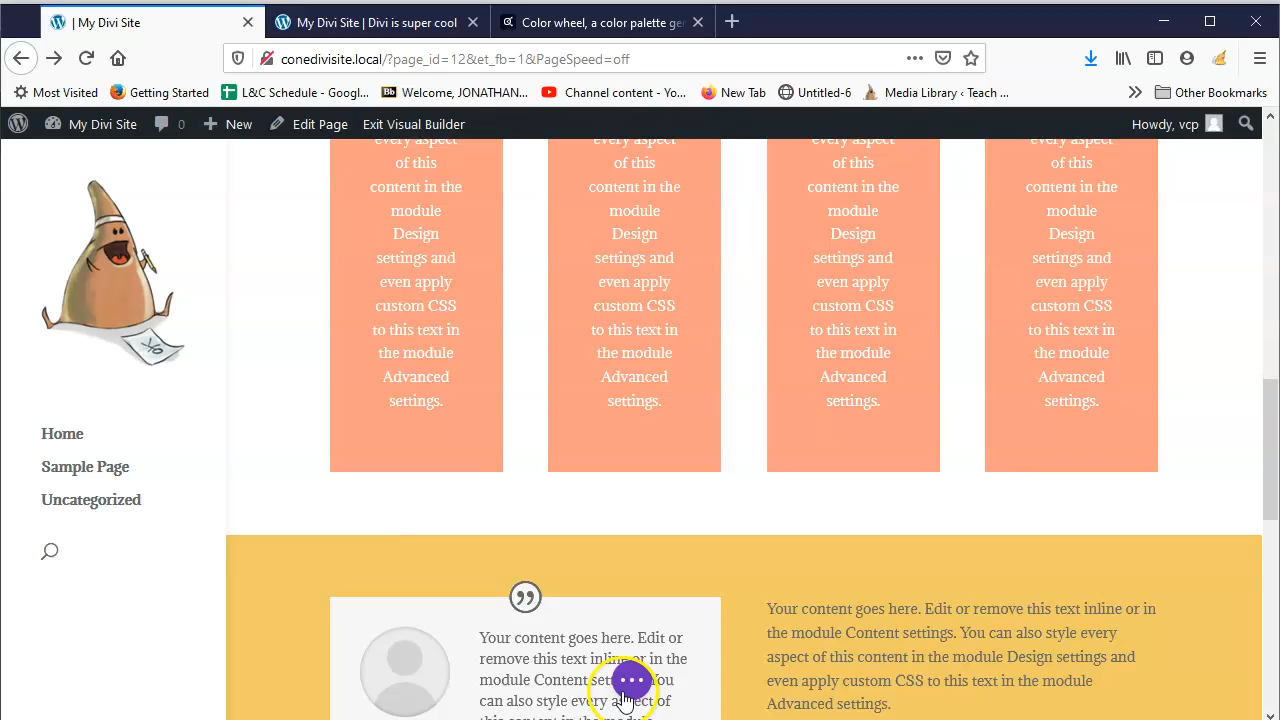 | My Divi Site
My Divi Site | Divi is super cool
Color wheel, a color palette ge
conedivisite.local/?page_id=12&et_fb=1&PageSpeed=off
Most Visited
Getting Started
L&C Schedule - Goog...
Bb Welcome, JONATHAN...
Channel content - Yo...
New Tab
Untitled-6
Media Library ‹ Teach ...
Other Bookmarks
My Divi Site
0
New
Edit Page
Exit Visual Builder
Howdy, vcp
Home
Sample Page
Uncategorized
every aspect
of this
content in the
module
Design
settings and
even apply
custom CSS
to this text in
the module
Advanced
settings.
every aspect
of this
content in the
module
Design
settings and
even apply
custom CSS
to this text in
the module
Advanced
settings.
every aspect
of this
content in the
module
Design
settings and
even apply
custom CSS
to this text in
the module
Advanced
settings.
every aspect
of this
content in the
module
Design
settings and
even apply
custom CSS
to this text in
the module
Advanced
settings.
Your content goes here. Edit or
remove this text inline or in the
module Content You
can also style every aspect of
Your content goes here. Edit or remove this text inline or in
the module Content settings. You can also style every
aspect of this content in the module Design settings and
even apply custom CSS to this text in the module
Advanced settings.